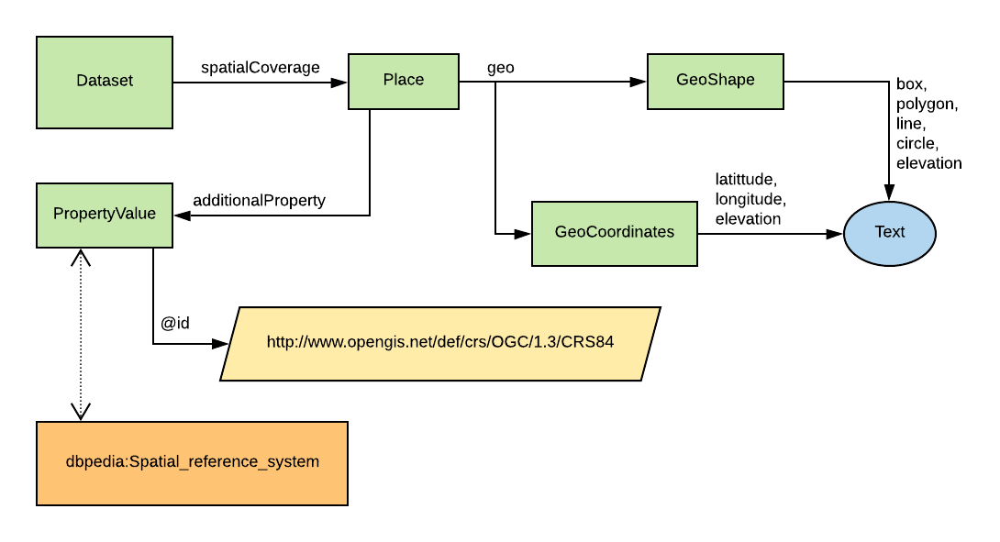 Dataset
spatialCoverage
Place
geo
GeoShape
box,
polygon,
line,
circle,
elevation
PropertyValue
additionalProperty
GeoCoordinates
latittude,
longitude,
elevation
Text
@id
http://www.opengis.net/def/crs/OGC/1.3/CRS84
dbpedia:Spatial_reference_system